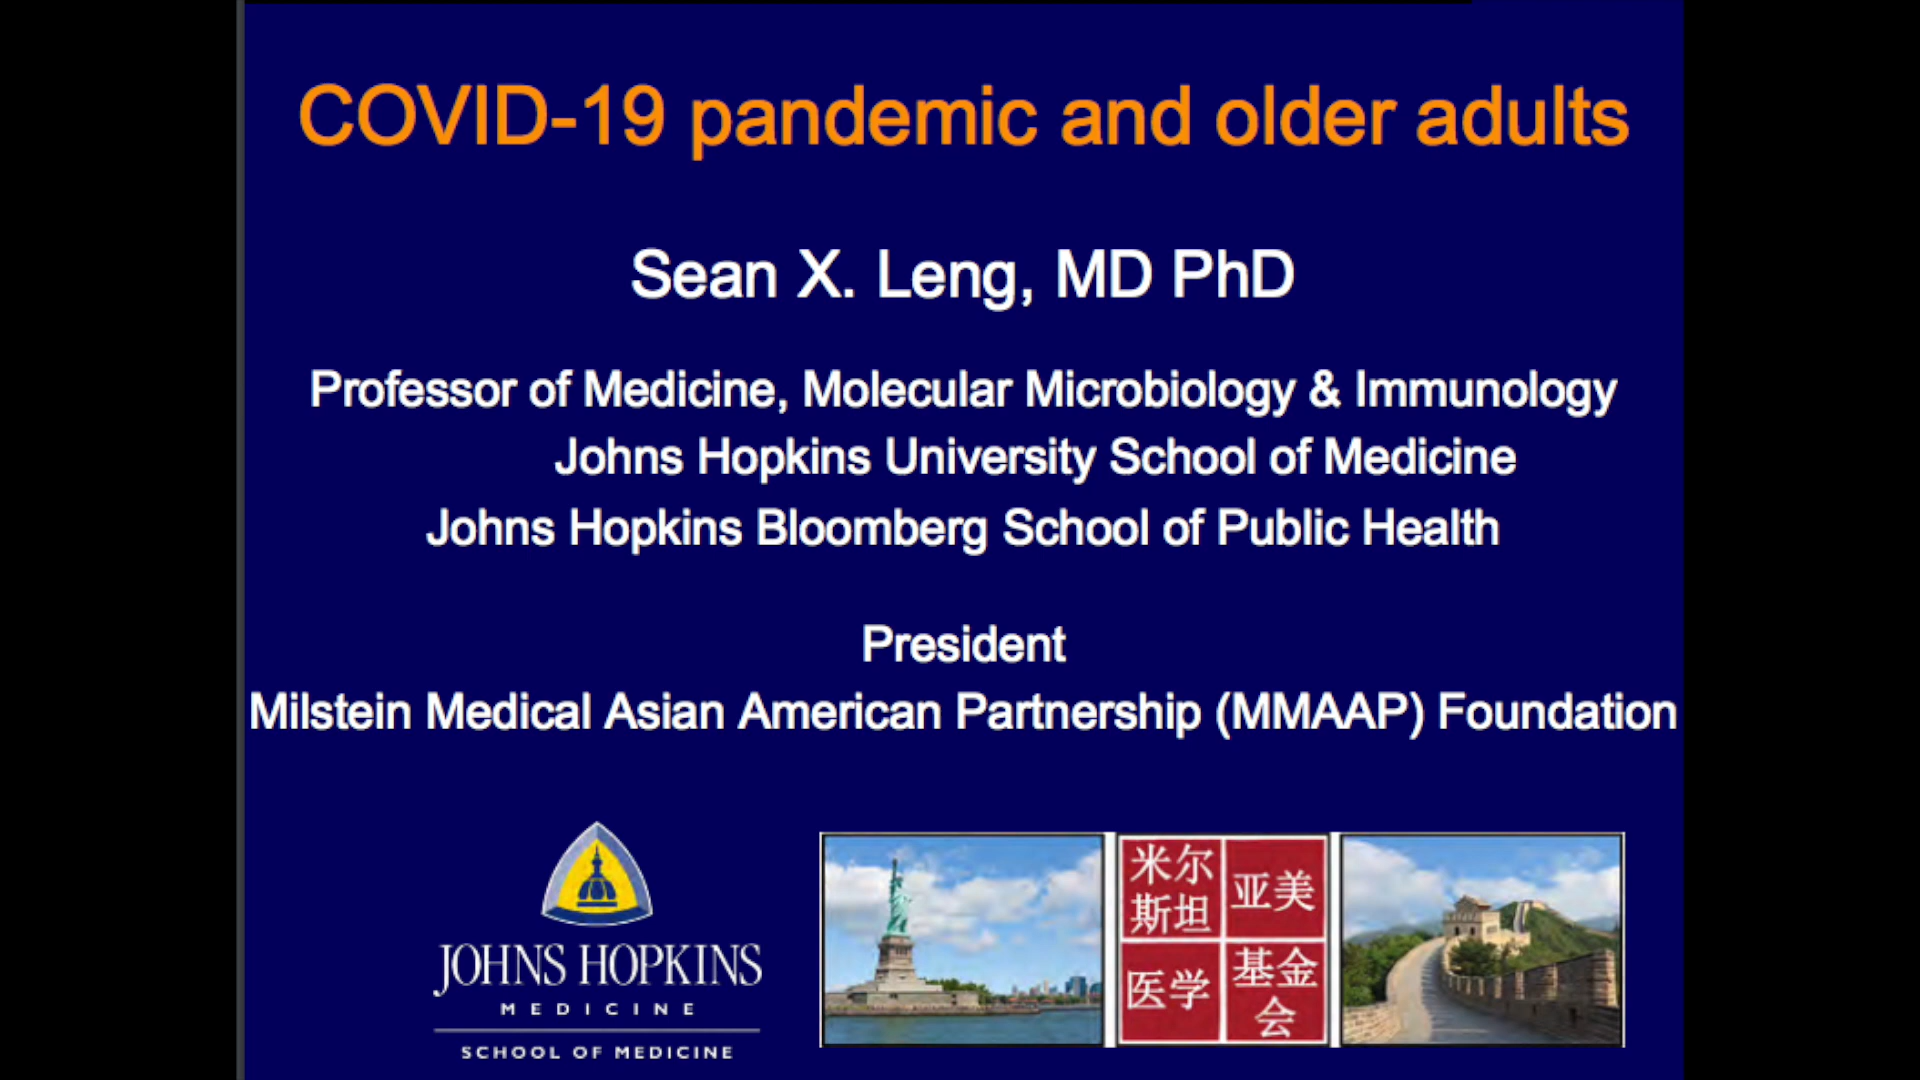 COVID-19 pandemic and older adults
Sean X. Leng, MD PhD
Professor of Medicine, Molecular Microbiology & Immunology
Johns Hopkins University School of Medicine
Johns Hopkins Bloomberg School of Public Health
President
Milstein Medical Asian American Partnership (MMAAP) Foundation
JOHNS HOPKINS
MEDICINE
SCHOOL OF MEDICINE
米尔
斯坦
亚美
医学
基金
会